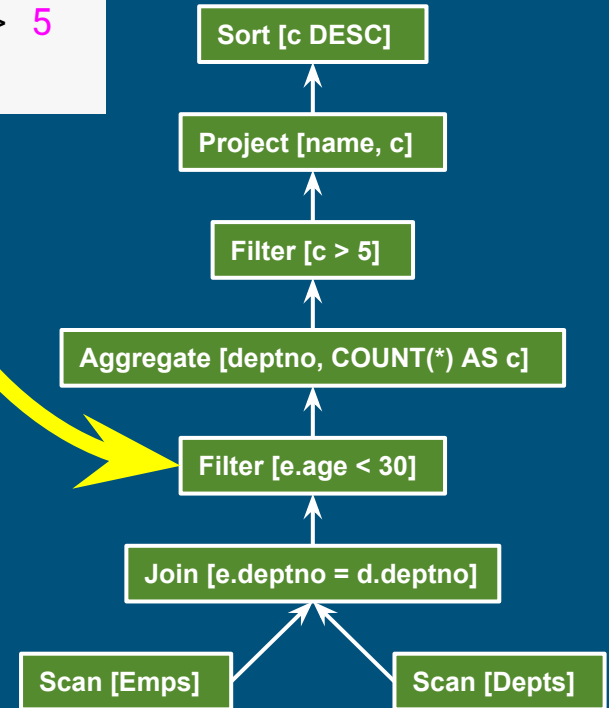 > 5
Sort [c DESC]
Project [name, c]
Filter [c > 5]
Aggregate [deptno, COUNT(*) AS c]
Filter [e.age < 30]
Join [e.deptno = d.deptno]
Scan [Emps]
Scan [Depts]